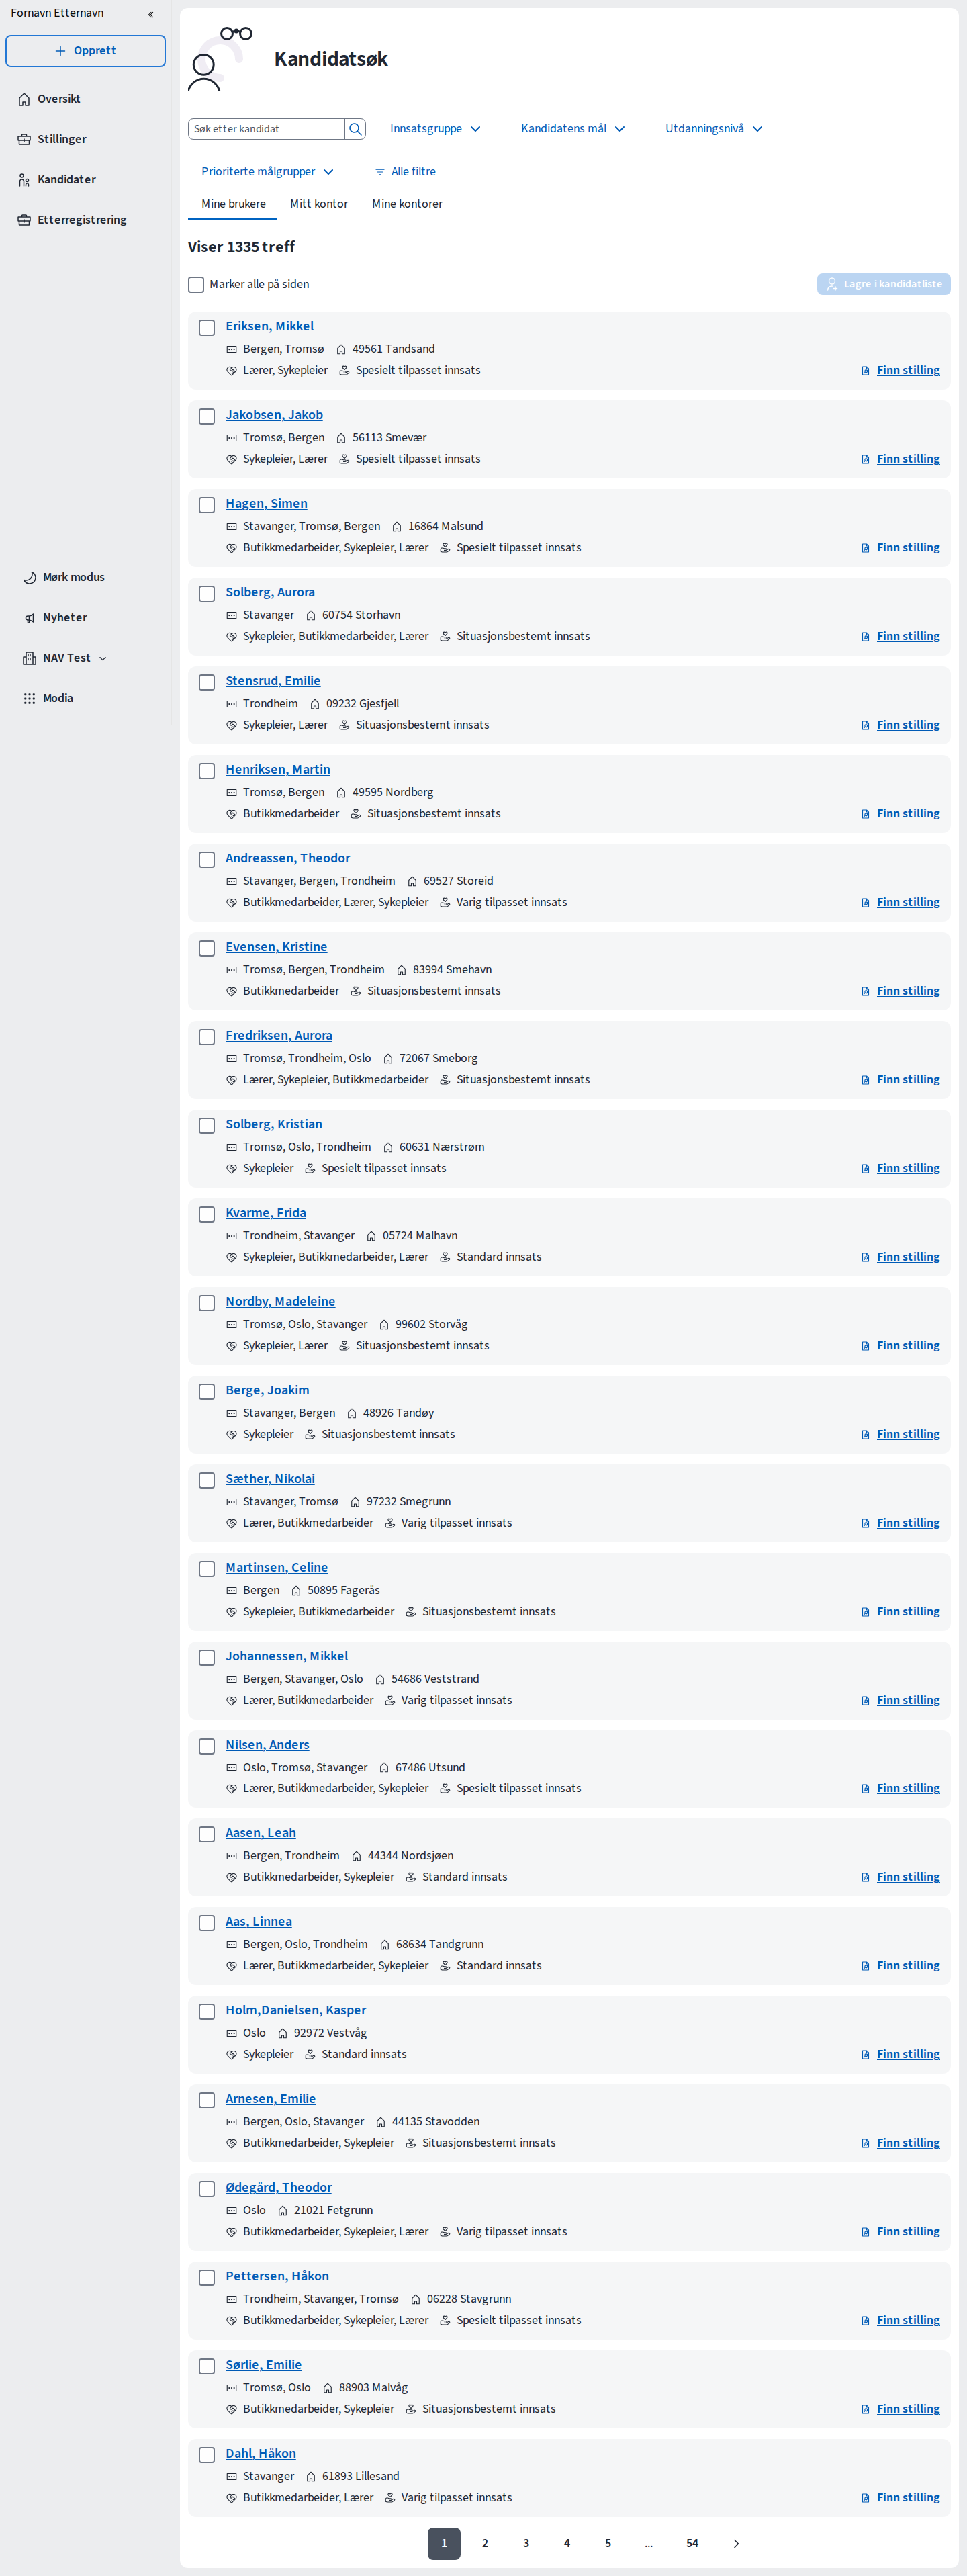 Fornavn Etternavn
Opprett
Oversikt
Stillinger
Kandidater
Etterregistrering
Mørk modus
Nyheter
NAV Test
Modia
Kandidatsøk
Søk etter kandidat
Innsatsgruppe
Kandidatens mål
Utdanningsnivå
Prioriterte målgrupper
Alle filtre
Mine brukere Mitt kontor Mine kontorer
Viser 1335 treff
Marker alle på siden
Lagre i kandidatliste
Eriksen, Mikkel
Bergen, Tromsø 49561 Tandsand
Lærer, Sykepleier Spesielt tilpasset innsats Finn stilling
Jakobsen, Jakob
Tromsø, Bergen 56113 Smevær
Sykepleier, Lærer Spesielt tilpasset innsats Finn stilling
Hagen, Simen
Stavanger, Tromsø, Bergen 16864 Malsund
Butikkmedarbeider, Sykepleier, Lærer Spesielt tilpasset innsats Finn stilling
Solberg, Aurora
Stavanger 60754 Storhavn
Sykepleier, Butikkmedarbeider, Lærer Situasjonsbestemt innsats Finn stilling
Stensrud, Emilie
Trondheim 09232 Gjesfjell
Sykepleier, Lærer Situasjonsbestemt innsats Finn stilling
Henriksen, Martin
Tromsø, Bergen 49595 Nordberg
Butikkmedarbeider Situasjonsbestemt innsats Finn stilling
Andreassen, Theodor
Stavanger, Bergen, Trondheim 69527 Storeid
Butikkmedarbeider, Lærer, Sykepleier Varig tilpasset innsats Finn stilling
Evensen, Kristine
Tromsø, Bergen, Trondheim 83994 Smehavn
Butikkmedarbeider Situasjonsbestemt innsats Finn stilling
Fredriksen, Aurora
Tromsø, Trondheim, Oslo 72067 Smeborg
Lærer, Sykepleier, Butikkmedarbeider Situasjonsbestemt innsats Finn stilling
Solberg, Kristian
Tromsø, Oslo, Trondheim 60631 Nærstrøm
Sykepleier Spesielt tilpasset innsats Finn stilling
Kvarme, Frida
Trondheim, Stavanger 05724 Malhavn
Sykepleier, Butikkmedarbeider, Lærer Standard innsats Finn stilling
Nordby, Madeleine
Tromsø, Oslo, Stavanger 99602 Storvåg
Sykepleier, Lærer Situasjonsbestemt innsats Finn stilling
Berge, Joakim
Stavanger, Bergen 48926 Tandøy
Sykepleier Situasjonsbestemt innsats Finn stilling
Sæther, Nikolai
Stavanger, Tromsø 97232 Smegrunn
Lærer, Butikkmedarbeider Varig tilpasset innsats Finn stilling
Martinsen, Celine
Bergen 50895 Fagerås
Sykepleier, Butikkmedarbeider Situasjonsbestemt innsats Finn stilling
Johannessen, Mikkel
Bergen, Stavanger, Oslo 54686 Veststrand
Lærer, Butikkmedarbeider Varig tilpasset innsats Finn stilling
Nilsen, Anders
Oslo, Tromsø, Stavanger 67486 Utsund
Lærer, Butikkmedarbeider, Sykepleier Spesielt tilpasset innsats Finn stilling
Aasen, Leah
Bergen, Trondheim 44344 Nordsjøen
Butikkmedarbeider, Sykepleier Standard innsats Finn stilling
Aas, Linnea
Bergen, Oslo, Trondheim 68634 Tandgrunn
Lærer, Butikkmedarbeider, Sykepleier Standard innsats Finn stilling
Holm,Danielsen, Kasper
Oslo 92972 Vestvåg
Sykepleier Standard innsats Finn stilling
Arnesen, Emilie
Bergen, Oslo, Stavanger 44135 Stavodden
Butikkmedarbeider, Sykepleier Situasjonsbestemt innsats Finn stilling
Ødegård, Theodor
Oslo 21021 Fetgrunn
Butikkmedarbeider, Sykepleier, Lærer Varig tilpasset innsats Finn stilling
Pettersen, Håkon
Trondheim, Stavanger, Tromsø 06228 Stavgrunn
Butikkmedarbeider, Sykepleier, Lærer Spesielt tilpasset innsats Finn stilling
Sørlie, Emilie
Tromsø, Oslo 88903 Malvåg
Butikkmedarbeider, Sykepleier Situasjonsbestemt innsats Finn stilling
Dahl, Håkon
Stavanger 61893 Lillesand
Butikkmedarbeider, Lærer Varig tilpasset innsats Finn stilling
1 2 3 4 5 ... 54